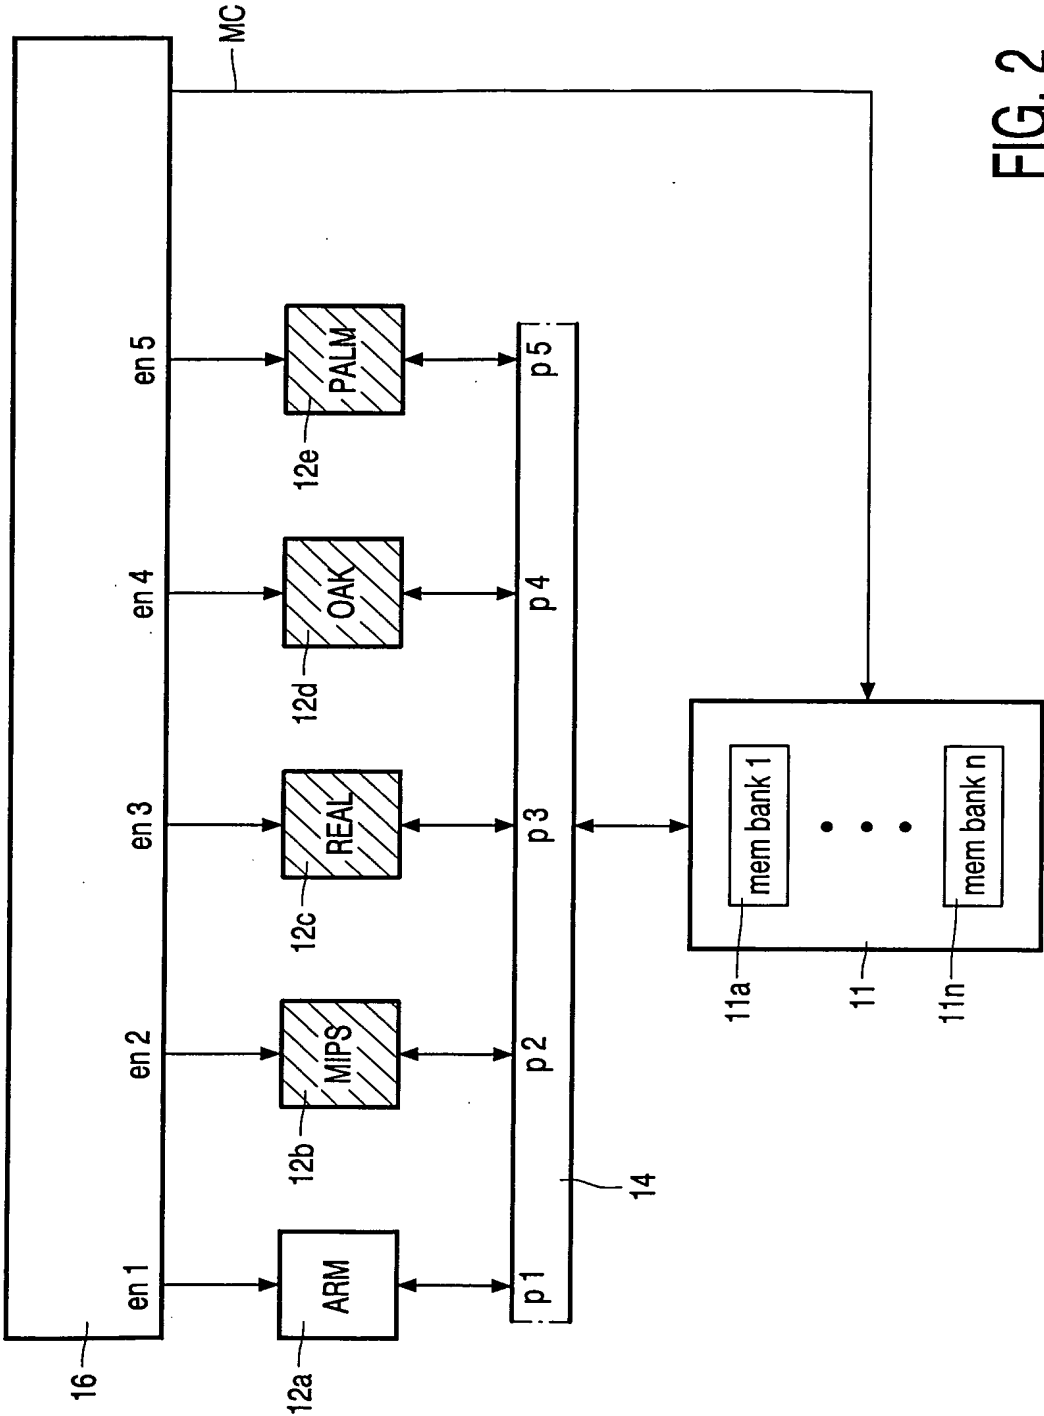 16
en 1
en 2
en 3
en 4
en 5
MC
12a
ARM
12b
MIPS
12c
REAL
12d
OAK
12e
PALM
p 1
p 2
p 3
p 4
p 5
14
11a
mem bank 1
11
11n
mem bank n
FIG. 2